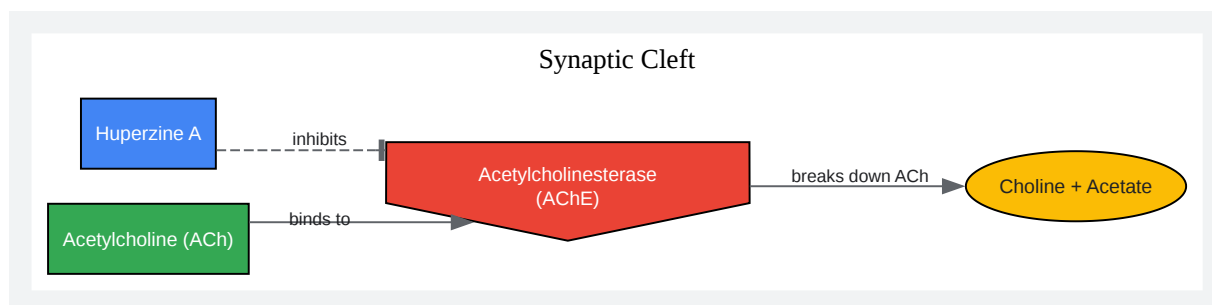 Synaptic Cleft
Huperzine A
inhibits
Acetylcholinesterase
(AChE)
breaks down ACh
Choline + Acetate
binds to
Acetylcholine (ACh)